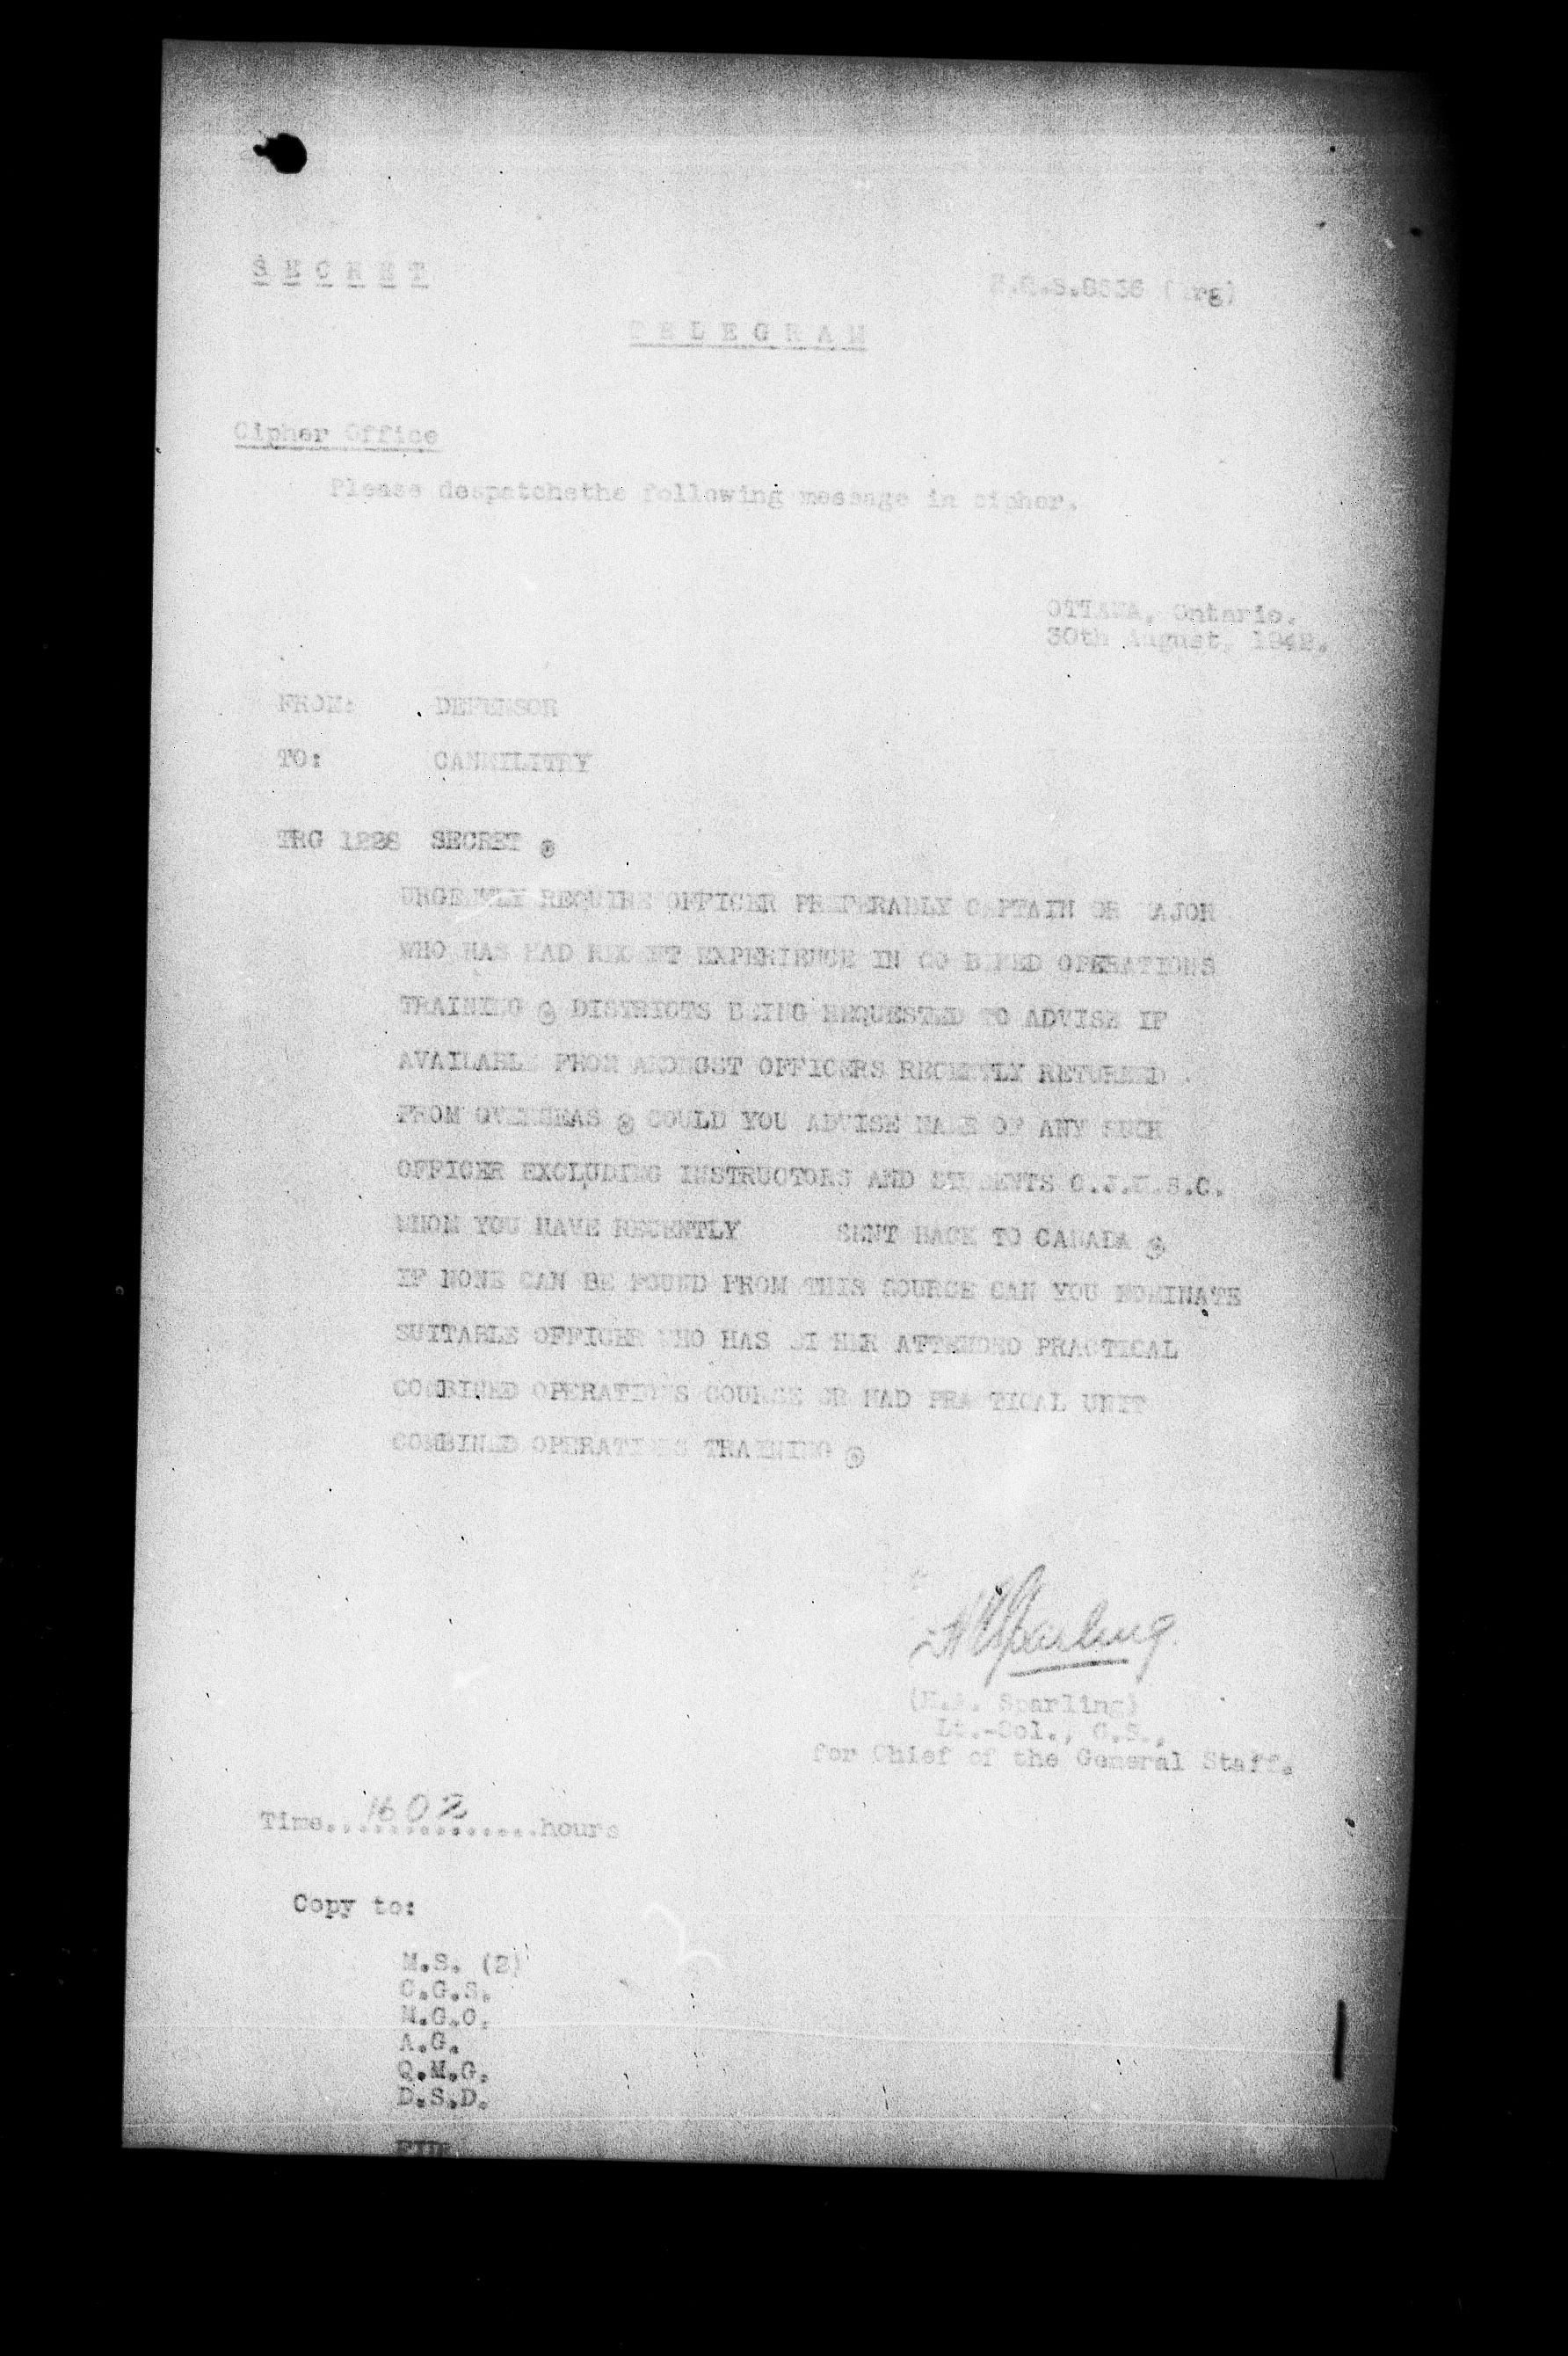 S E C R E T
H.Q.S.8636 (Trg)
T E L E G R A M
Cipher Office
Please despatchethe following message in cipher.
OTTAWA, Ontario.
30th August, 1942.
FROM: DEFENSOR
TO: CANMILITRY
TRG 1228 SECRET
URGENTLY REQUIRE OFFICER PREFERABLY CAPTAIN OR MAJOR
WHO HAS HAD RECENT EXPERIENCE IN COMBINED OPERATIONS
TRAINING DISTRICTS BEING REQUESTED TO ADVISE IF
AVAILABLE FROM AMONGST OFFICERS RECENTLY RETURNED
FROM OVERSEAS COULD YOU ADVISE NAME OF ANY SUCH
OFFICER EXCLUDING INSTRUCTORS AND STUDENTS C.J.W.S.C.
WHOM YOU HAVE RECENTLY SENT BACK TO CANADA
IF NONE CAN BE FOUND FROM THIS SOURCE CAN YOU NOMINATE
SUITABLE OFFICER WHO HAS EITHER ATTENDED PRACTICAL
COMBINED OPERATIONS COURSE OR HAD PRACTICAL UNIT
COMBINED OPERATIONS TRAINING
HA Sparling.
(H.A. Sparling)
Lt.-Col., G.S.,
for Chief of the General Staff.
Time..1602..........hours
Copy to:
M.S. (2)
C.G.S.
M.G.O.
A.G.
Q.M.G.
D.S.D.